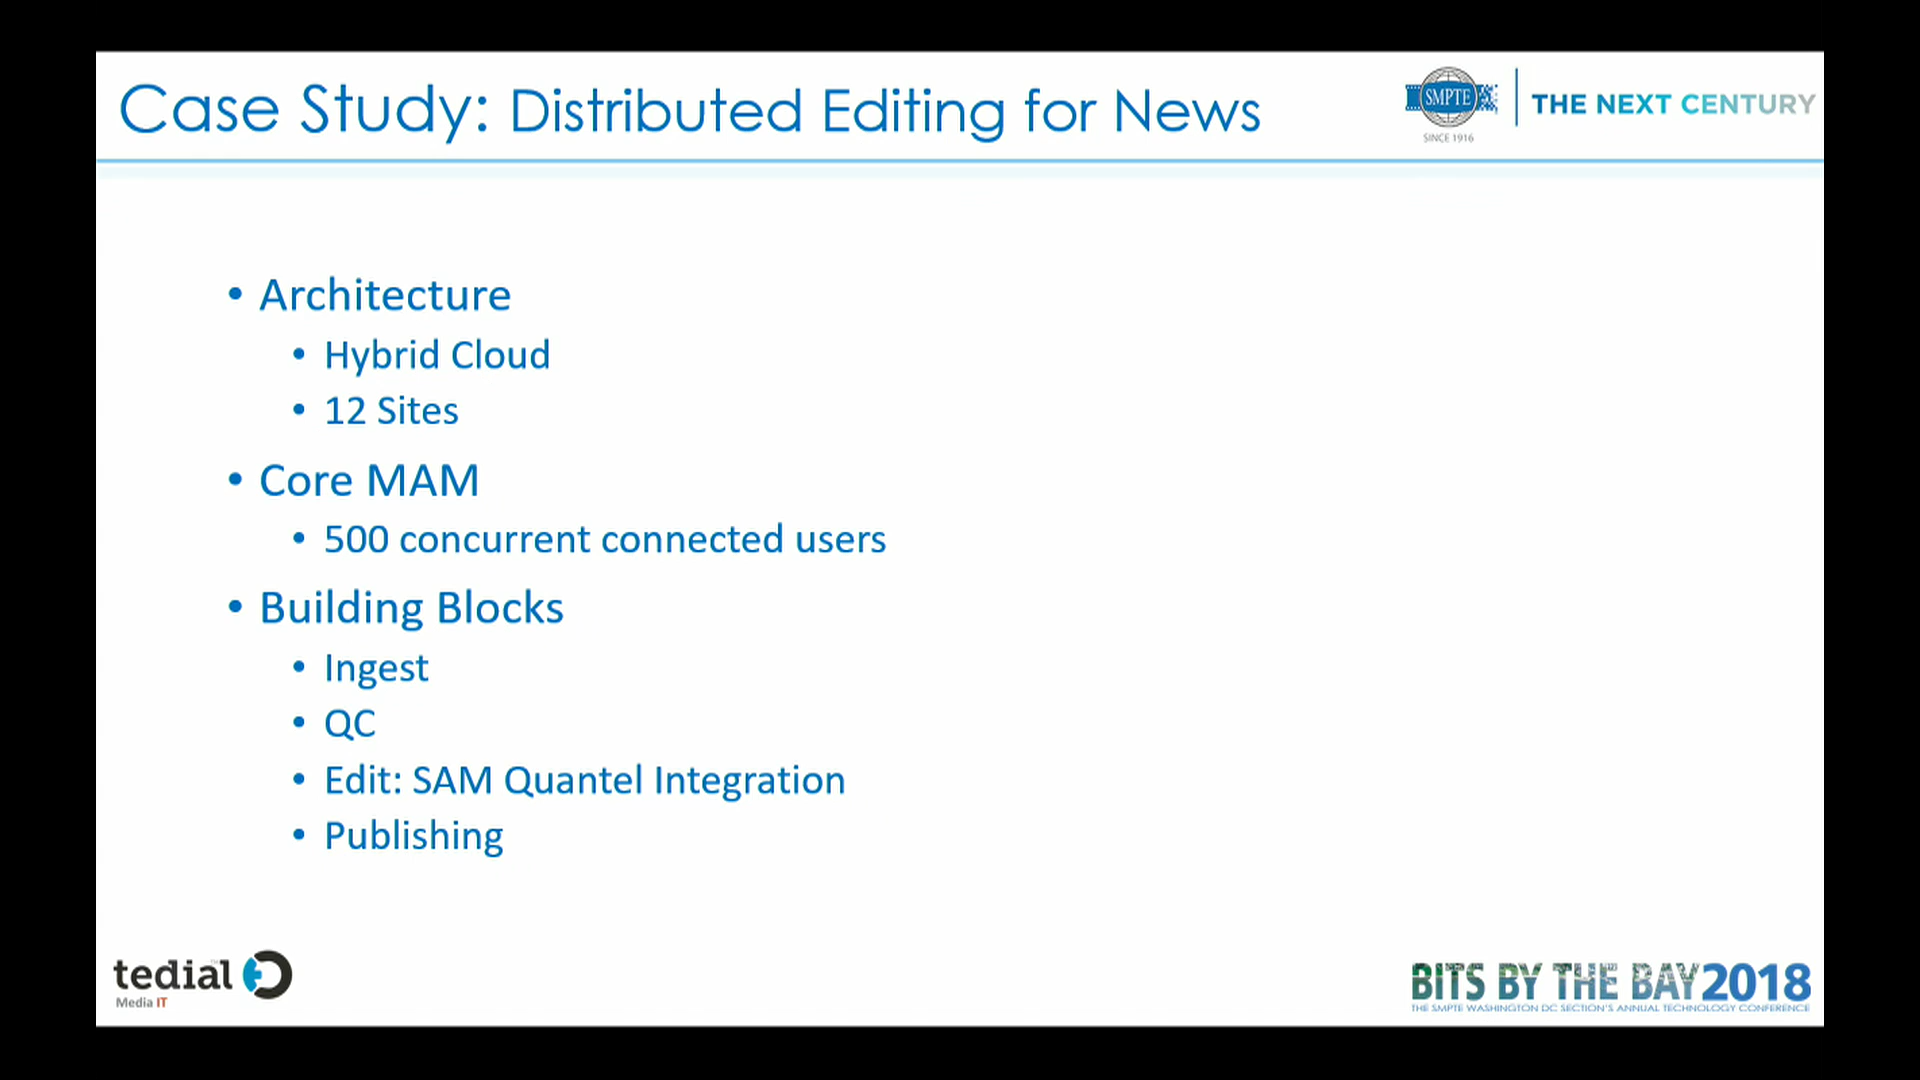 Case Study: Distributed Editing for News
SMPTE
SINCE 1916
THE NEXT CENTURY
• Architecture
• Hybrid Cloud
• 12 Sites
• Core MAM
• 500 concurrent connected users
• Building Blocks
• Ingest
• QC
• Edit: SAM Quantel Integration
• Publishing
tedial
Media IT
BITS BY THE BAY 2018
THE SMPTE WASHINGTON DC SECTION'S ANNUAL TECHNOLOGY CONFERENCE